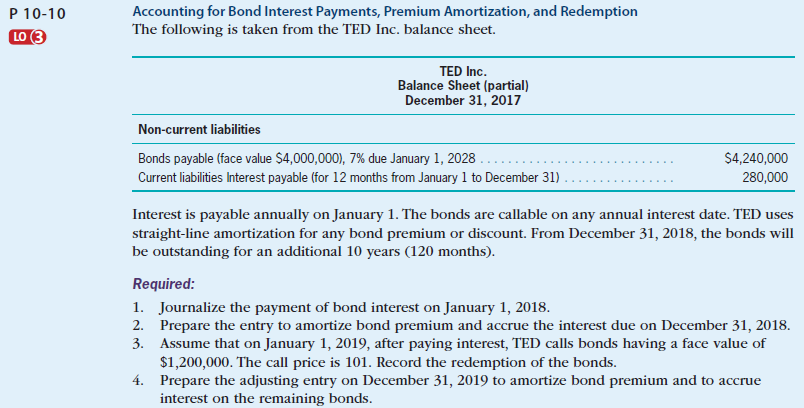 P 10-10
LO 3
Accounting for Bond Interest Payments, Premium Amortization, and Redemption
The following is taken from the TED Inc. balance sheet.
TED Inc.
Balance Sheet (partial)
December 31, 2017
Non-current liabilities
Bonds payable (face value $4,000,000), 7% due January 1, 2028 . . . . . . . . . . . . . . . . . . . . . . . . . . . . $4,240,000
Current liabilities Interest payable (for 12 months from January 1 to December 31) . . . . . . . . . . . . . . . . 280,000
Interest is payable annually on January 1. The bonds are callable on any annual interest date. TED uses
straight-line amortization for any bond premium or discount. From December 31, 2018, the bonds will
be outstanding for an additional 10 years (120 months).
Required:
1. Journalize the payment of bond interest on January 1, 2018.
2. Prepare the entry to amortize bond premium and accrue the interest due on December 31, 2018.
3. Assume that on January 1, 2019, after paying interest, TED calls bonds having a face value of
$1,200,000. The call price is 101. Record the redemption of the bonds.
4. Prepare the adjusting entry on December 31, 2019 to amortize bond premium and to accrue
interest on the remaining bonds.